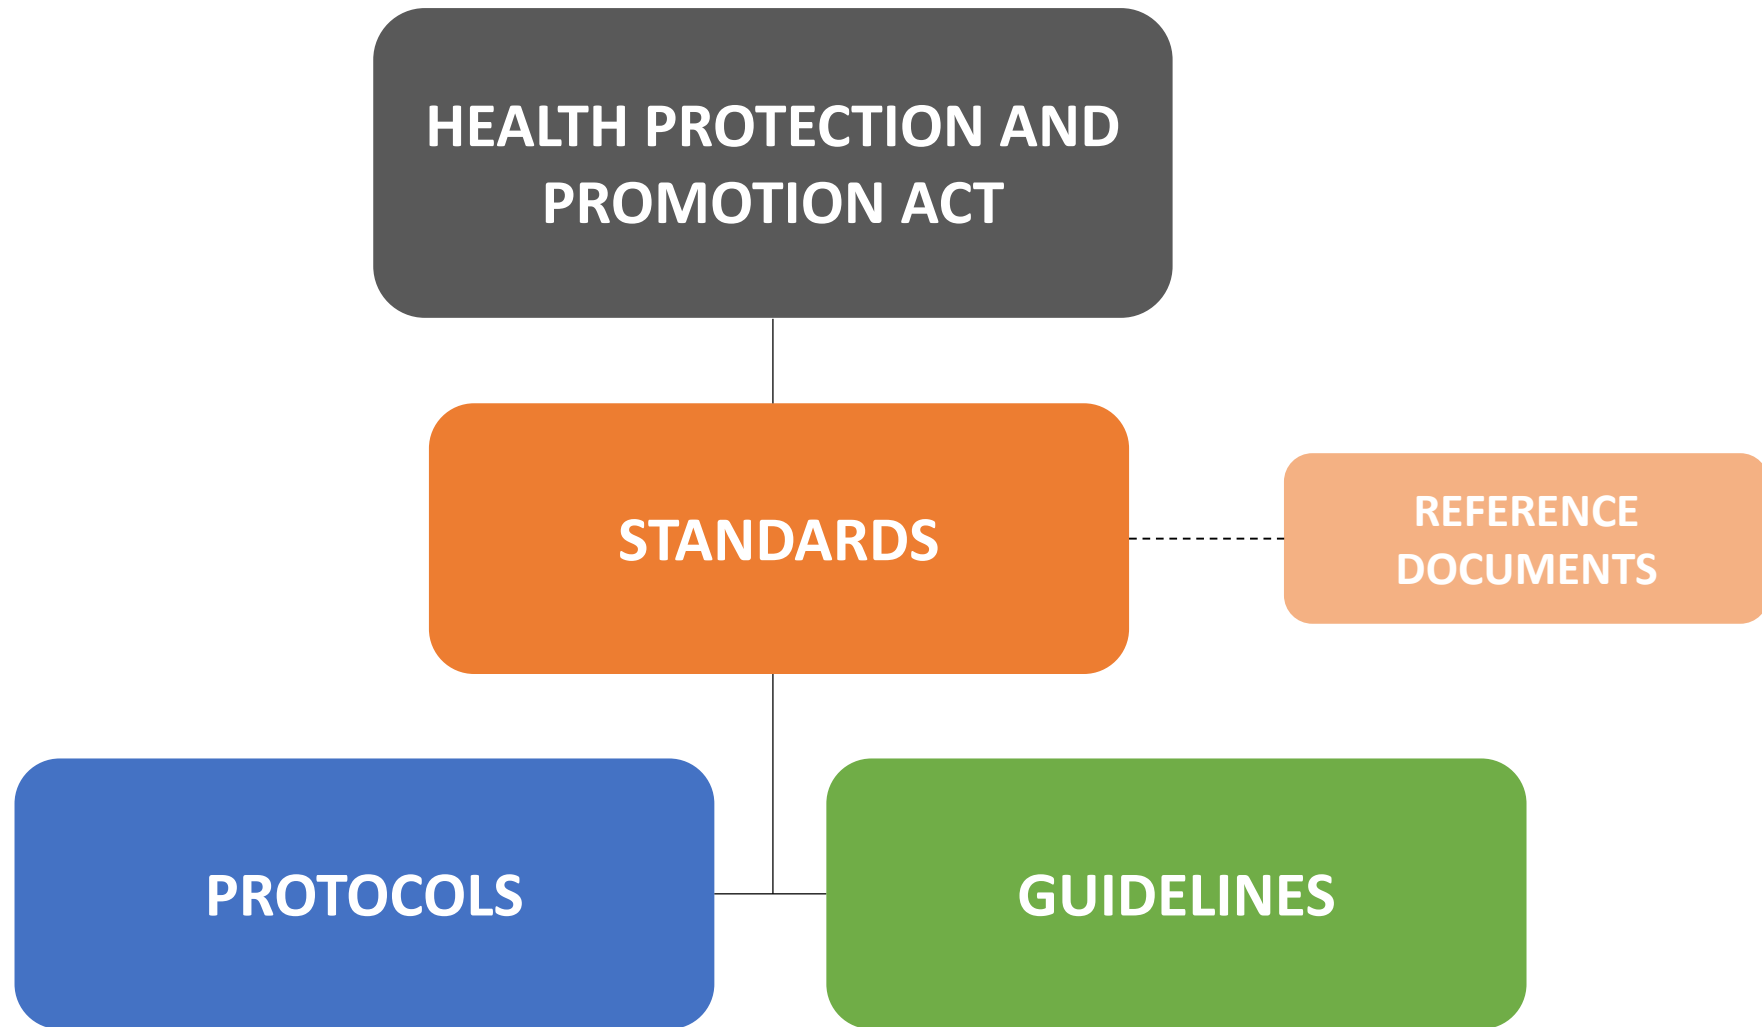 HEALTH PROTECTION AND
PROMOTION ACT
STANDARDS
REFERENCE
DOCUMENTS
PROTOCOLS
GUIDELINES